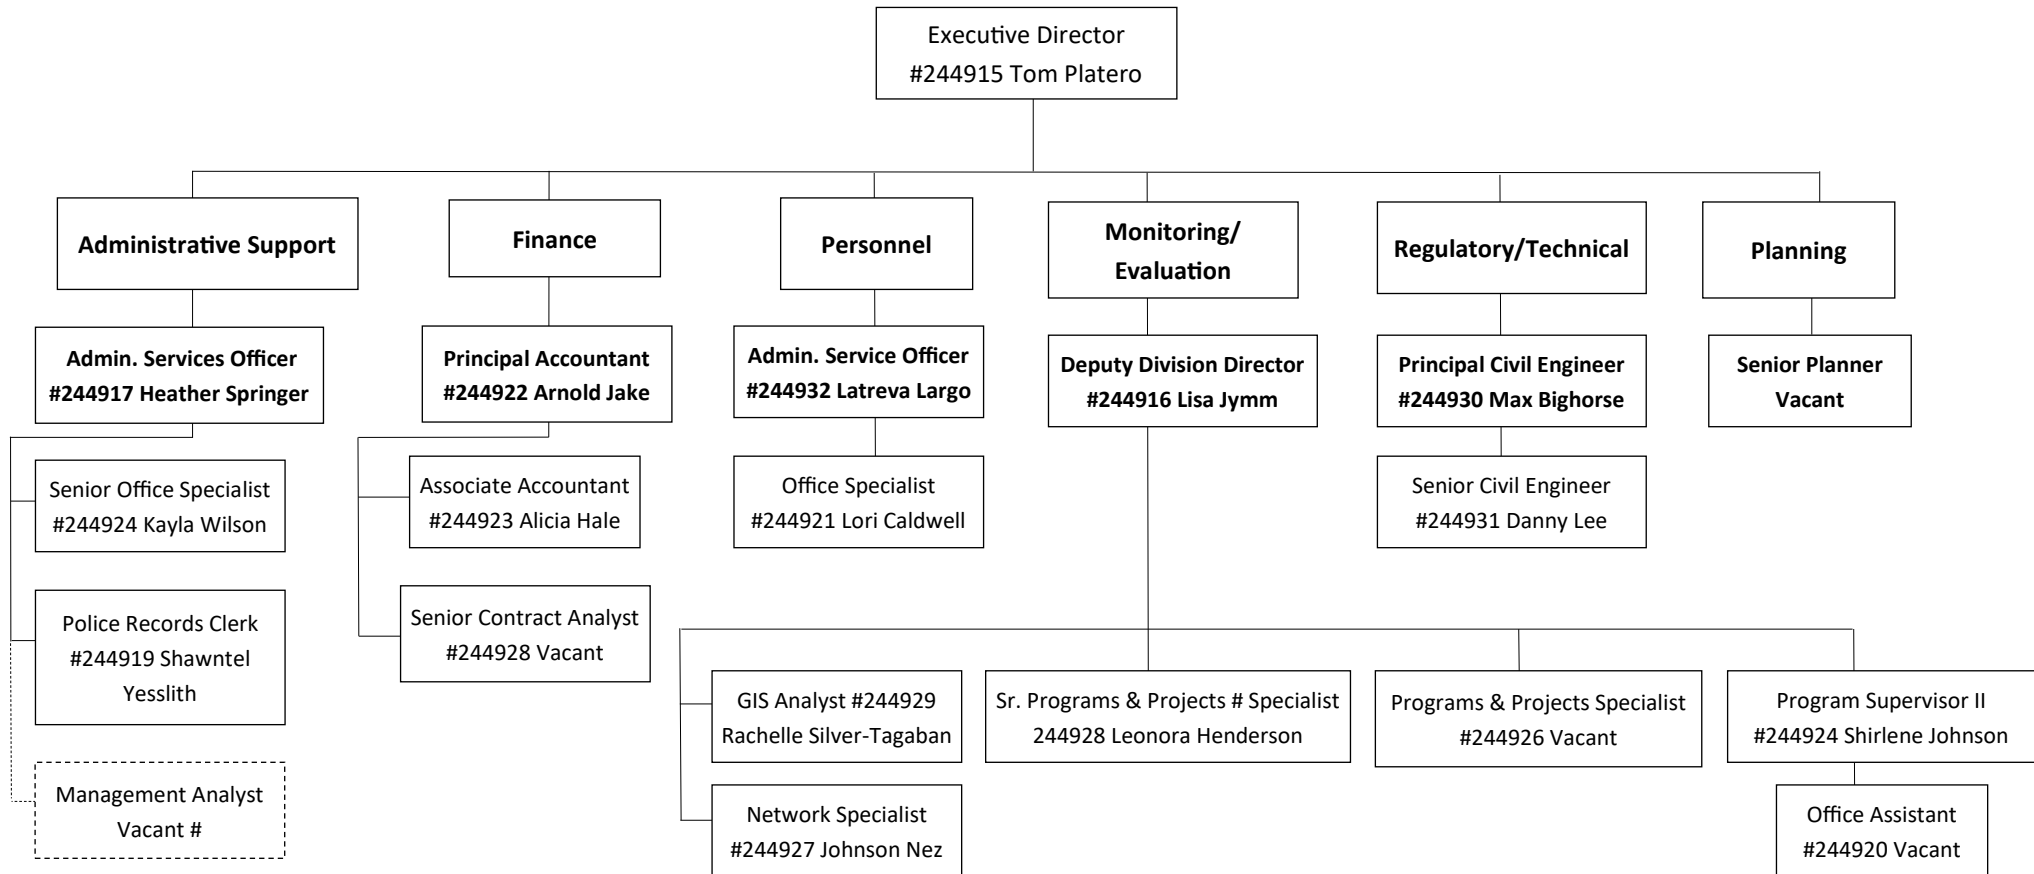 Executive Director
#244915 Tom Platero
Administrative Support
Finance
Personnel
Monitoring/
Evaluation
Regulatory/Technical
Planning
Admin. Services Officer
#244917 Heather Springer
Principal Accountant
#244922 Arnold Jake
Admin. Service Officer
#244932 Latreva Largo
Deputy Division Director
#244916 Lisa Jymm
Principal Civil Engineer
#244930 Max Bighorse
Senior Planner
Vacant
Senior Office Specialist
#244924 Kayla Wilson
Associate Accountant
#244923 Alicia Hale
Office Specialist
#244921 Lori Caldwell
Senior Civil Engineer
#244931 Danny Lee
Police Records Clerk
#244919 Shawntel
Yesslith
Senior Contract Analyst
#244928 Vacant
GIS Analyst #244929
Rachelle Silver-Tagaban
Sr. Programs & Projects # Specialist
244928 Leonora Henderson
Programs & Projects Specialist
#244926 Vacant
Program Supervisor II
#244924 Shirlene Johnson
Management Analyst
Vacant #
Network Specialist
#244927 Johnson Nez
Office Assistant
#244920 Vacant